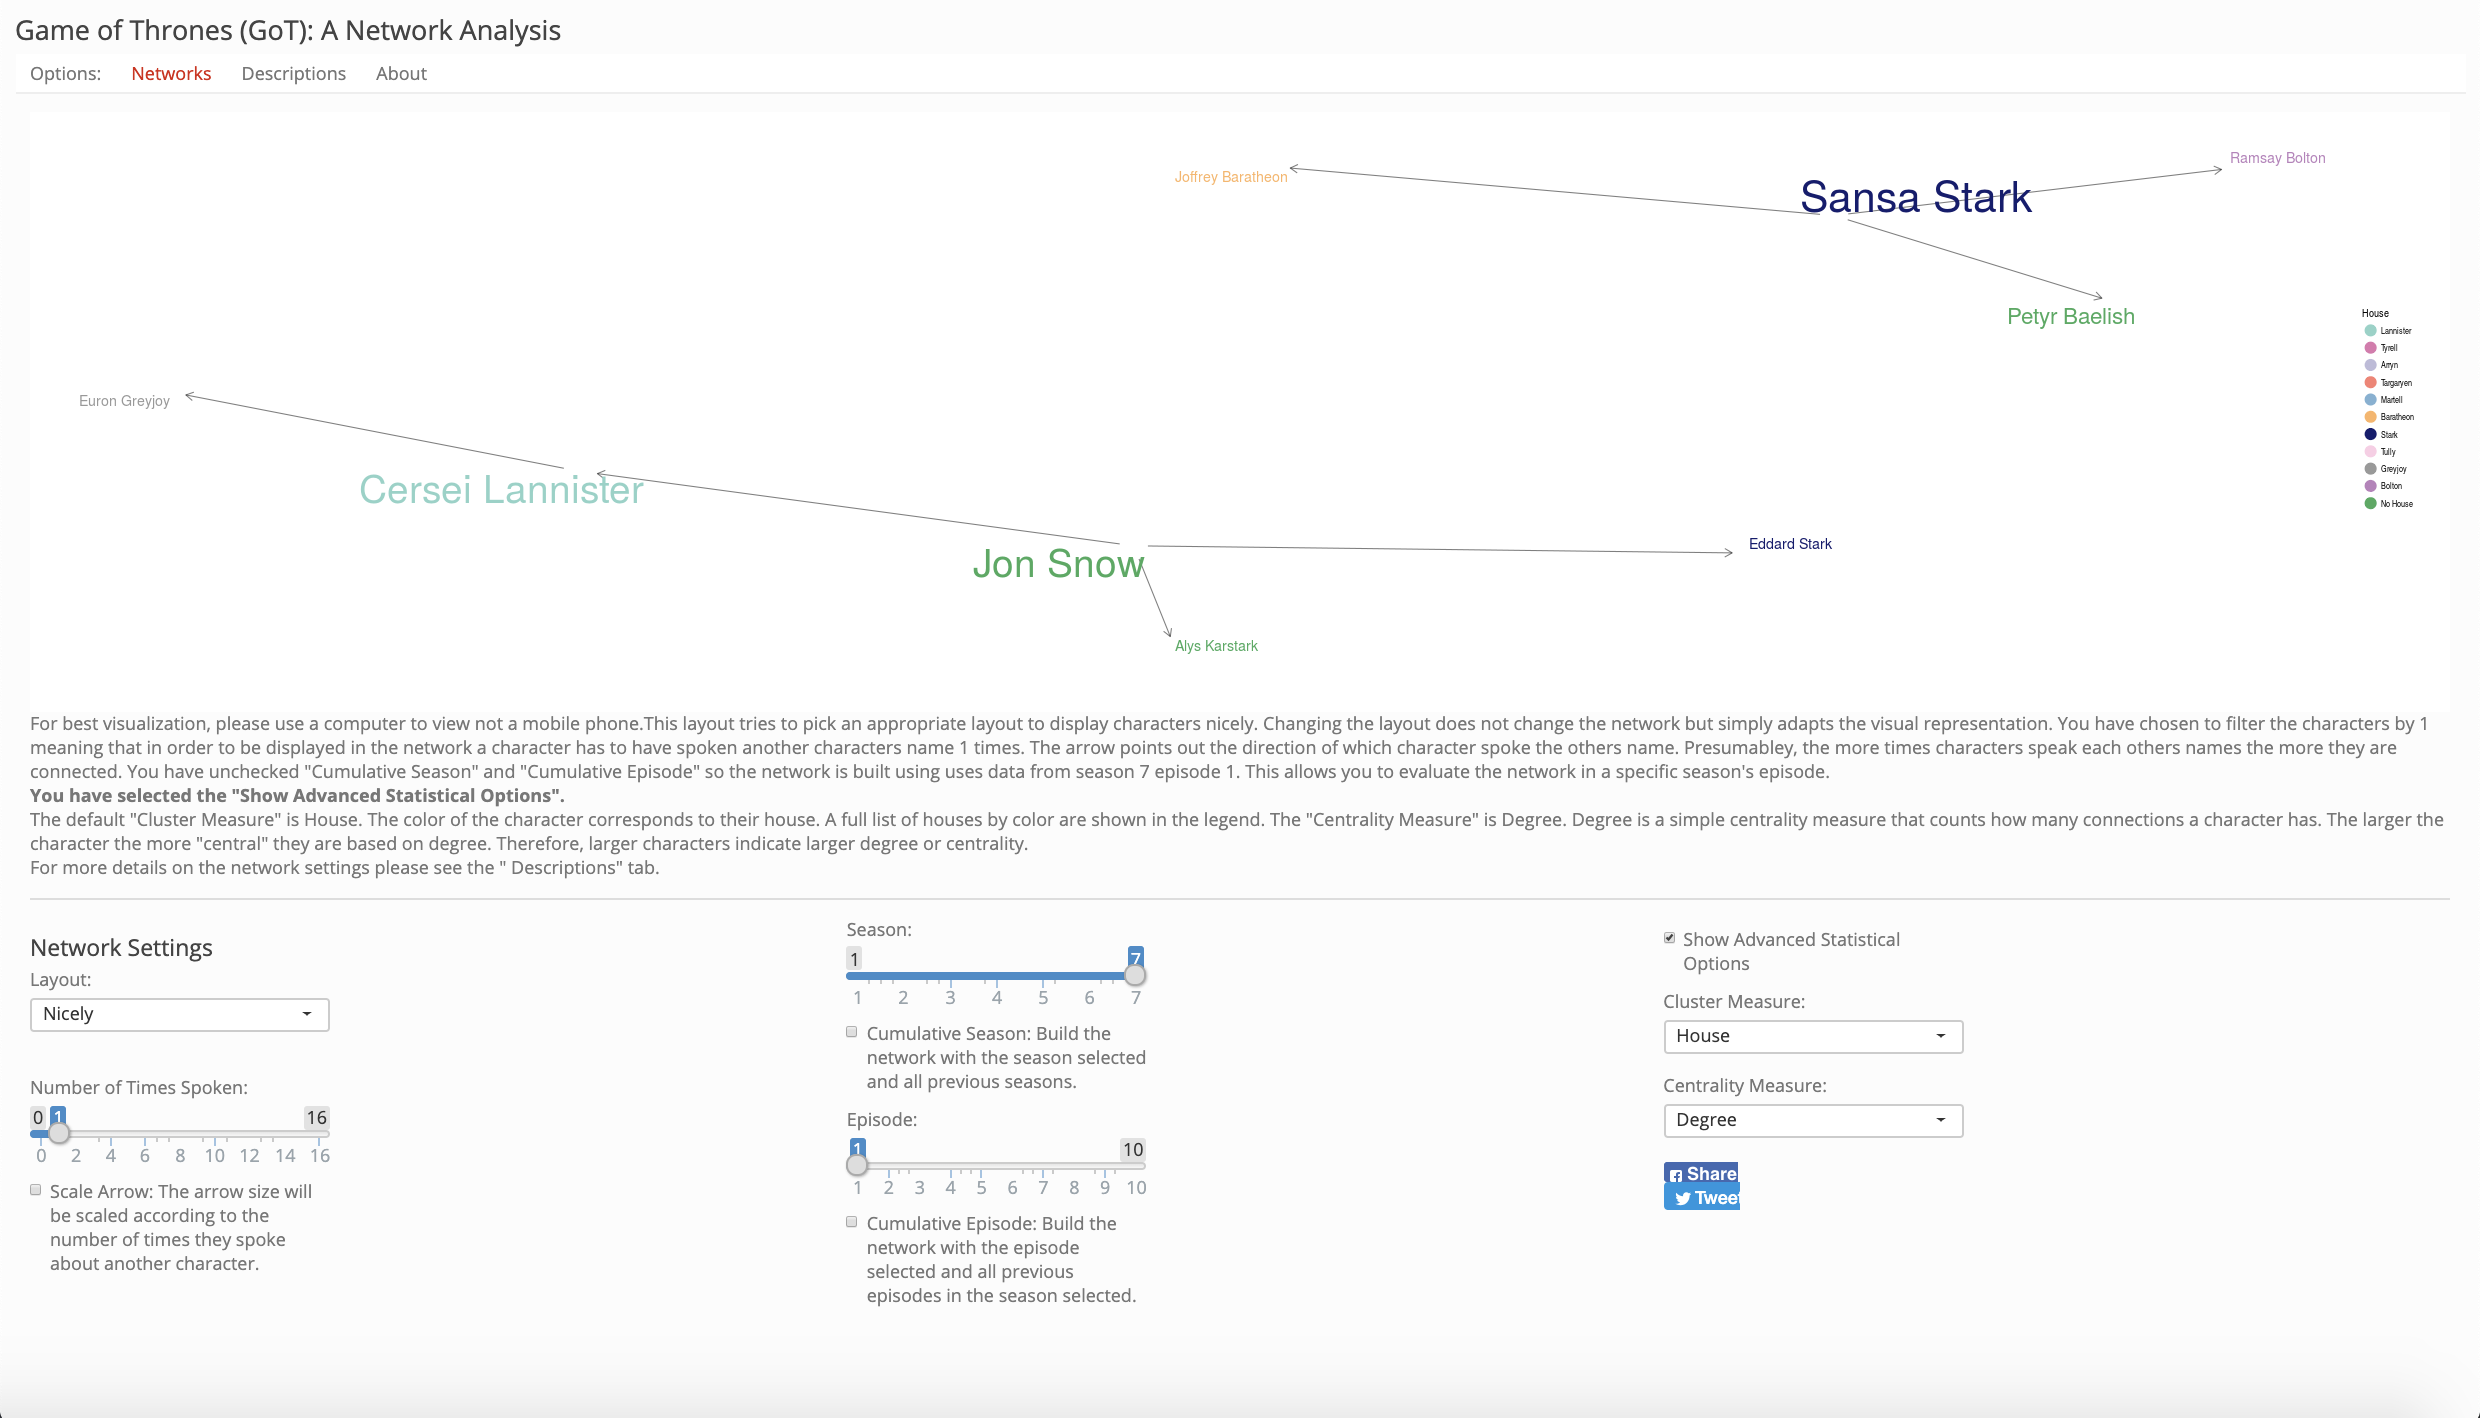 Game of Thrones (GoT): A Network Analysis
Options: Networks Descriptions About
Ramsay Bolton
Joffrey Baratheon
Sansa Stark
Petyr Baelish
House
Lannister
Tyrell
Arryn
Targaryen
Martell
Baratheon
Stark
Tully
Greyjoy
Bolton
No House
Euron Greyjoy
Cersei Lannister
Jon Snow
Eddard Stark
Alys Karstark
For best visualization, please use a computer to view not a mobile phone.This layout tries to pick an appropriate layout to display characters nicely. Changing the layout does not change the network but simply adapts the visual representation. You have chosen to filter the characters by 1
meaning that in order to be displayed in the network a character has to have spoken another characters name 1 times. The arrow points out the direction of which character spoke the others name. Presumabley, the more times characters speak each others names the more they are
connected. You have unchecked "Cumulative Season" and "Cumulative Episode" so the network is built using uses data from season 7 episode 1. This allows you to evaluate the network in a specific season's episode.
You have selected the "Show Advanced Statistical Options".
The default "Cluster Measure" is House. The color of the character corresponds to their house. A full list of houses by color are shown in the legend. The "Centrality Measure" is Degree. Degree is a simple centrality measure that counts how many connections a character has. The larger the
character the more "central" they are based on degree. Therefore, larger characters indicate larger degree or centrality.
For more details on the network settings please see the " Descriptions" tab.
Network Settings
Layout:
Nicely
Number of Times Spoken:
0 1 16
0 2 4 6 8 10 12 14 16
Scale Arrow: The arrow size will
be scaled according to the
number of times they spoke
about another character.
Season:
1 7
1 2 3 4 5 6 7
Cumulative Season: Build the
network with the season selected
and all previous seasons.
Episode:
1 10
1 2 3 4 5 6 7 8 9 10
Cumulative Episode: Build the
network with the episode
selected and all previous
episodes in the season selected.
Show Advanced Statistical
Options
Cluster Measure:
House
Centrality Measure:
Degree
Share
Tweet